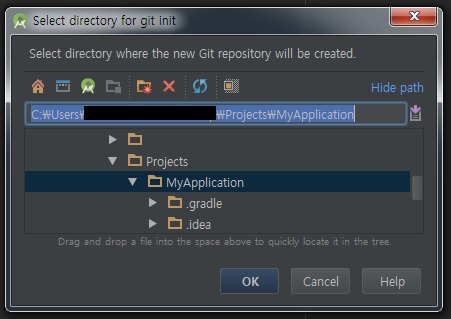 Select directory for git init
Select directory where the new Git repository will be created.
Hide path
C:₩Users₩ ₩Projects₩MyApplication
Projects
MyApplication
.gradle
.idea
Drag and drop a file into the space above to quickly locate it in the tree.
OK
Cancel
Help